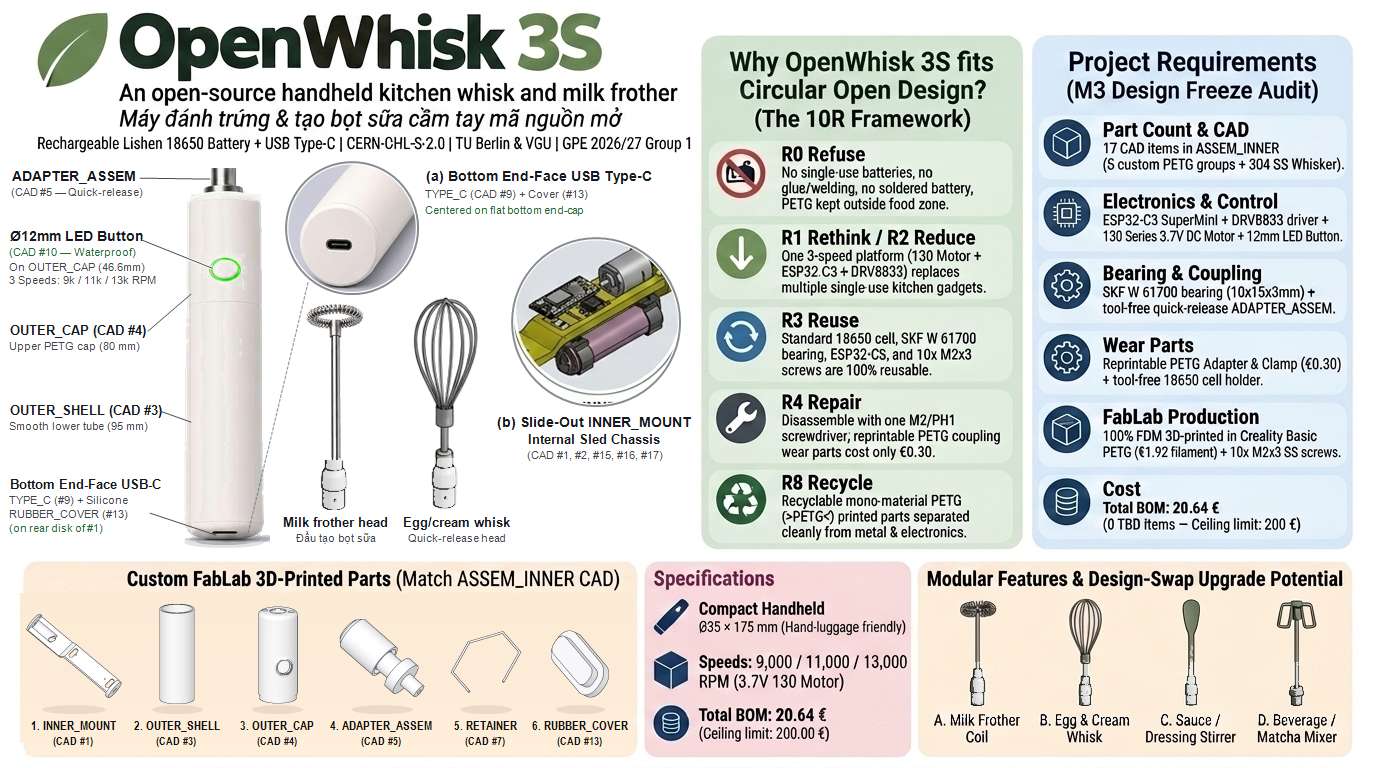 OpenWhisk 3S
An open-source handheld kitchen whisk and milk frother
Máy đánh trứng & tạo bọt sữa cầm tay mã nguồn mở
Rechargeable Lishen 18650 Battery + USB Type-C | CERN-CHL-S-2.0 | TU Berlin & VGU | GPE 2026/27 Group 1
ADAPTER_ASSEM
(CAD #5 — Quick-release)
Ø12mm LED Button
(CAD #10 — Waterproof)
On OUTER_CAP (46.6mm)
3 Speeds: 9k / 11k / 13k RPM
OUTER_CAP (CAD #4)
Upper PETG cap (80 mm)
OUTER_SHELL (CAD #3)
Smooth lower tube (95 mm)
Bottom End-Face USB-C
TYPE_C (#9) + Silicone
RUBBER_COVER (#13)
(on rear disk of #1)
(a) Bottom End-Face USB Type-C
TYPE_C (CAD #9) + Cover (#13)
Centered on flat bottom end-cap
(b) Slide-Out INNER_MOUNT
Internal Sled Chassis
(CAD #1, #2, #15, #16, #17)
Milk frother head
Đầu tạo bọt sữa
Egg/cream whisk
Quick-release head
Why OpenWhisk 3S fits
Circular Open Design?
(The 10R Framework)
R0 Refuse
No single-use batteries, no
glue/welding, no soldered battery,
PETG kept outside food zone.
R1 Rethink / R2 Reduce
One 3-speed platform (130 Motor +
ESP32.C3 + DRV8833) replaces
multiple single-use kitchen gadgets.
R3 Reuse
Standard 18650 cell, SKF W 61700
bearing, ESP32·CS, and 10x M2x3
screws are 100% reusable.
R4 Repair
Disassemble with one M2/PH1
screwdriver; reprintable PETG coupling
wear parts cost only €0.30.
R8 Recycle
Recyclable mono-material PETG
(>PETG<) printed parts separated
cleanly from metal & electronics.
Project Requirements
(M3 Design Freeze Audit)
Part Count & CAD
17 CAD items in ASSEM_INNER
(S custom PETG groups + 304 SS Whisker).
Electronics & Control
ESP32-C3 SuperMinI + DRVB833 driver +
130 Series 3.7V DC Motor + 12mm LED Button.
Bearing & Coupling
SKF W 61700 bearing (10x15x3mm) +
tool-free quick-release ADAPTER_ASSEM.
Wear Parts
Reprintable PETG Adapter & Clamp (€0.30)
+ tool-free 18650 cell holder.
FabLab Production
100% FDM 3D-printed in Creality Basic
PETG (€1.92 filament) + 10x M2x3 SS screws.
Cost
Total BOM: 20.64 €
(0 TBD items — Ceiling limit: 200 €)
Custom FabLab 3D-Printed Parts (Match ASSEM_INNER CAD)
1. INNER_MOUNT
(CAD #1)
2. OUTER_SHELL
(CAD #3)
3. OUTER_CAP
(CAD #4)
4. ADAPTER_ASSEM
(CAD #5)
5. RETAINER
(CAD #7)
6. RUBBER_COVER
(CAD #13)
Specifications
Compact Handheld
Ø35 × 175 mm (Hand-luggage friendly)
Speeds: 9,000 / 11,000 / 13,000
RPM (3.7V 130 Motor)
Total BOM: 20.64 €
(Ceiling limit: 200.00 €)
Modular Features & Design-Swap Upgrade Potential
A. Milk Frother
Coil
B. Egg & Cream
Whisk
C. Sauce /
Dressing Stirrer
D. Beverage /
Matcha Mixer